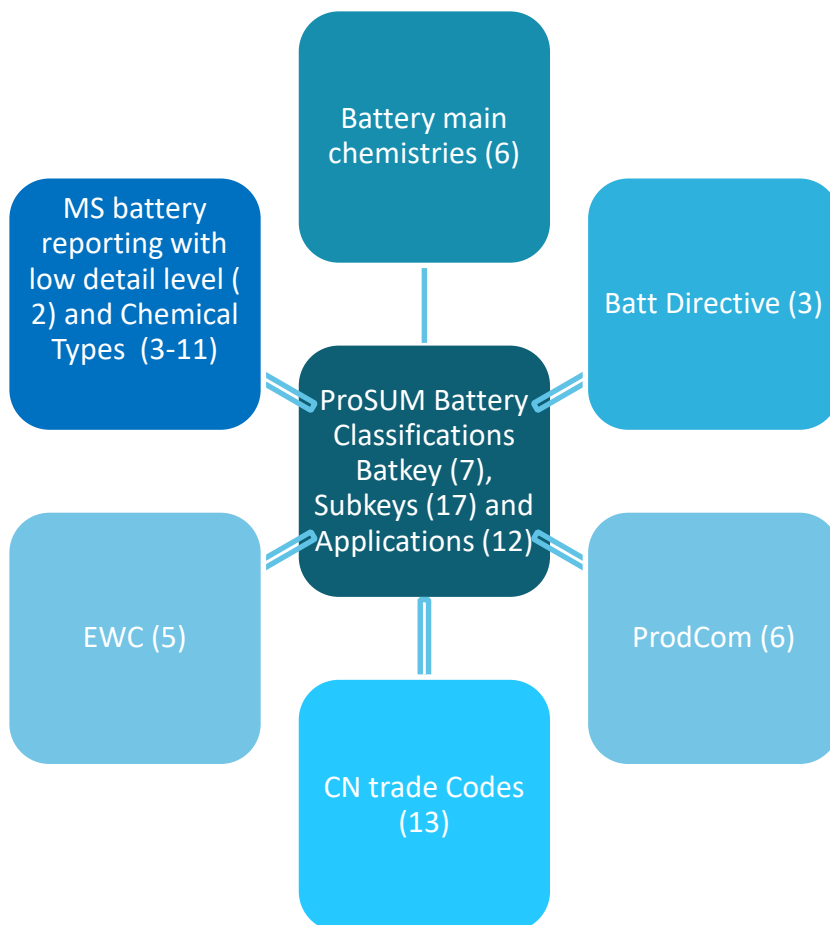 Battery main
chemistries (6)
MS battery
reporting with
low detail level (
2) and Chemical
Types  (3-11)
Batt Directive (3)
ProSUM Battery
Classifications
Batkey (7),
Subkeys (17) and
Applications (12)
EWC (5)
ProdCom (6)
CN trade Codes
(13)